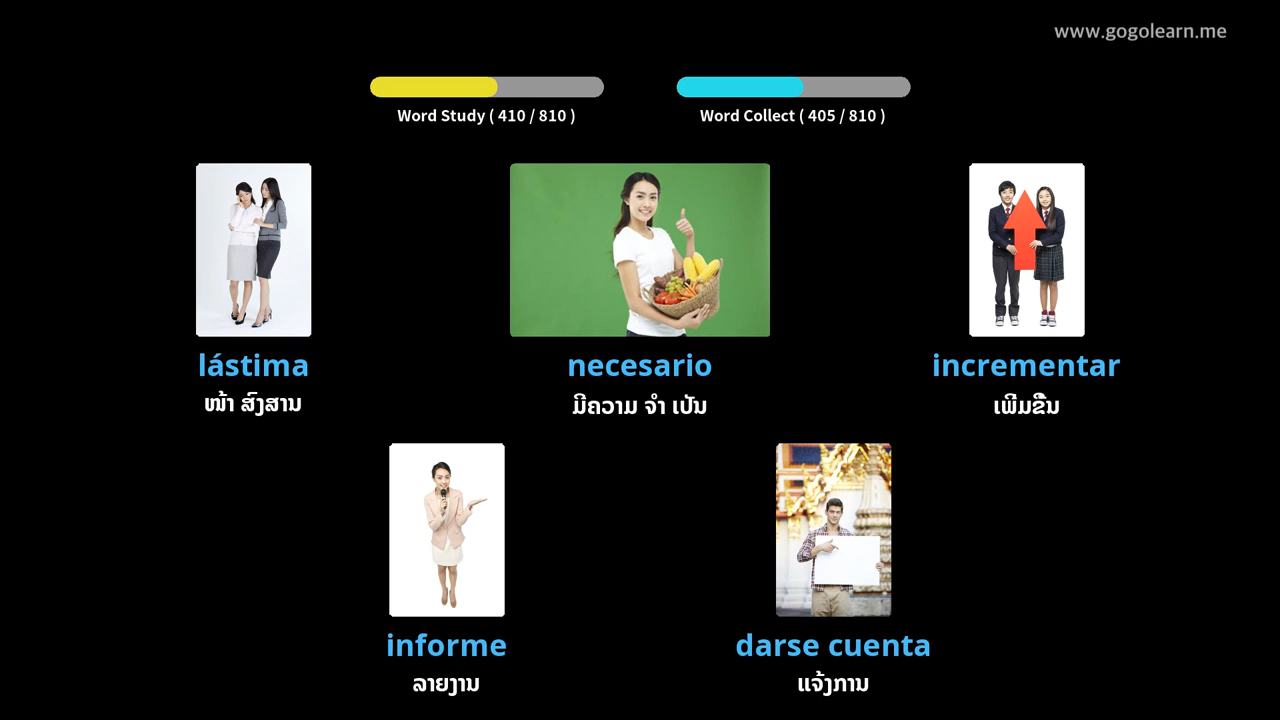 www.gogolearn.me
Word Study ( 410 / 810 )
Word Collect ( 405 / 810 )
lástima
ໜ້າ ສົງສານ
necesario
ມີຄວາມ ຈຳ ເປັນ
incrementar
ເພີ່ມຂຶ້ນ
informe
ລາຍງານ
darse cuenta
ແຈ້ງການ